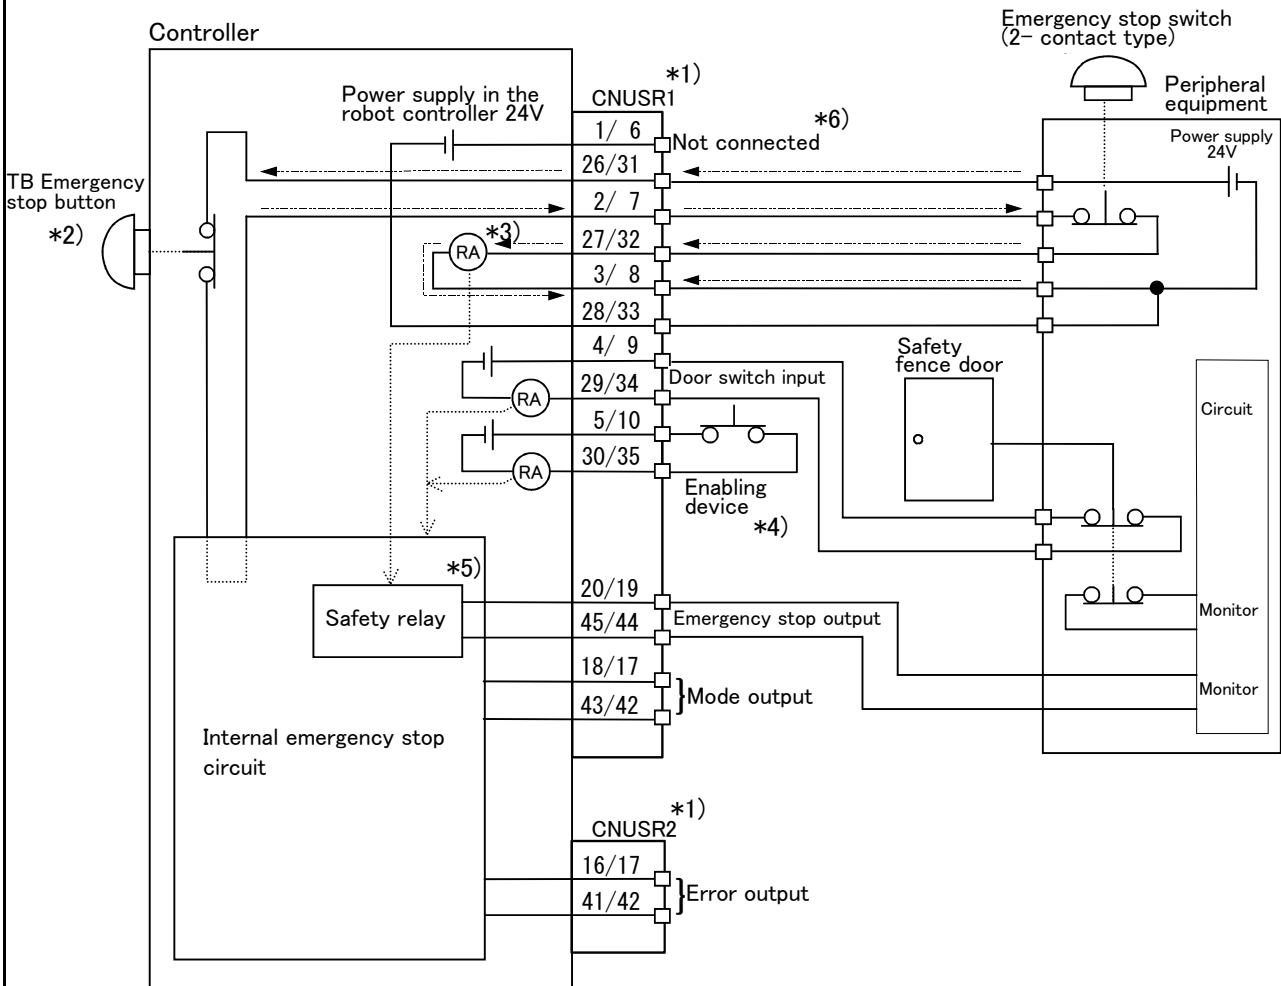 Emergency stop switch
(2- contact type)
Controller
*1)
Peripheral
equipment
Power supply in the
robot controller 24V
CNUSR1
1/ 6
Not connected
*6)
Power supply
24V
26/31
TB Emergency
stop button
*2)
2/ 7
*3)
27/32
RA
3/ 8
28/33
4/ 9
Safety
fence door
Door switch input
29/34
RA
Circuit
5/10
30/35
RA
Enabling
device
*4)
*5)
20/19
Safety relay
Emergency stop output
Monitor
45/44
18/17
Mode output
Monitor
43/42
Internal emergency stop
circuit
*1)
CNUSR2
16/17
Error output
41/42